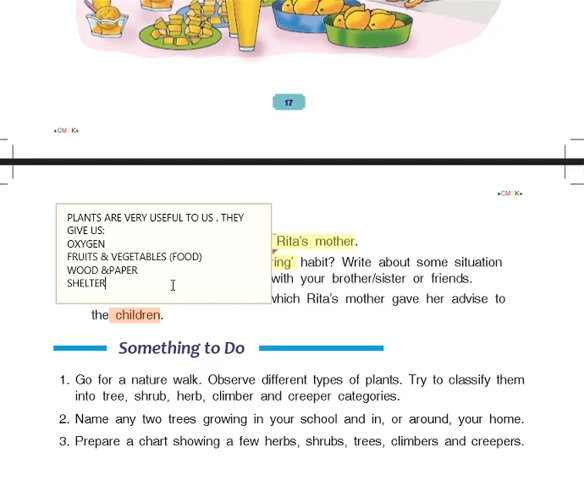 17
+CMYK+
+CMYK+
PLANTS ARE VERY USEFUL TO US . THEY
GIVE US:
OXYGEN
FRUITS & VEGETABLES (FOOD)
WOOD &PAPER
SHELTER
Rita's mother.
ring' habit? Write about some situation
with your brother/sister or friends.
which Rita's mother gave her advise to
the children.
Something to Do
1. Go for a nature walk. Observe different types of plants. Try to classify them
into tree, shrub, herb, climber and creeper categories.
2. Name any two trees growing in your school and in, or around, your home.
3. Prepare a chart showing a few herbs, shrubs, trees, climbers and creepers.